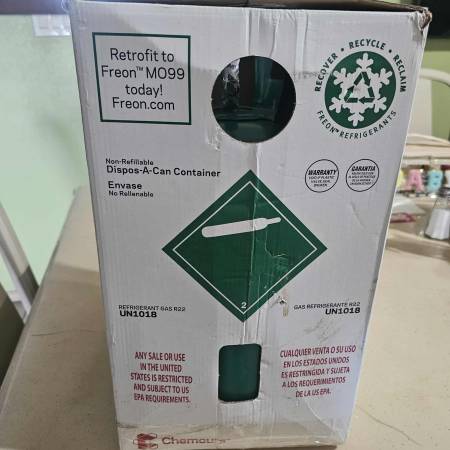 Retrofit to
Freon™ MO99
today!
Freon.com
RECOVER • RECYCLE • RECLAIM
FREON™ REFRIGERANTS
Non-Refillable
Dispos-A-Can Container
Envase
No Rellenable
WARRANTY
GARANTIA
2
REFRIGERANT GAS R22
UN1018
GAS REFRIGERANTE R22
UN1018
ANY SALE OR USE
IN THE UNITED
STATES IS RESTRICTED
AND SUBJECT TO US
EPA REQUIREMENTS.
CUALQUIER VENTA O SU USO
EN LOS ESTADOS UNIDOS
ES RESTRINGIDA Y SUJETA
A LOS REQUERIMIENTOS
DE LA US EPA.
Chemours